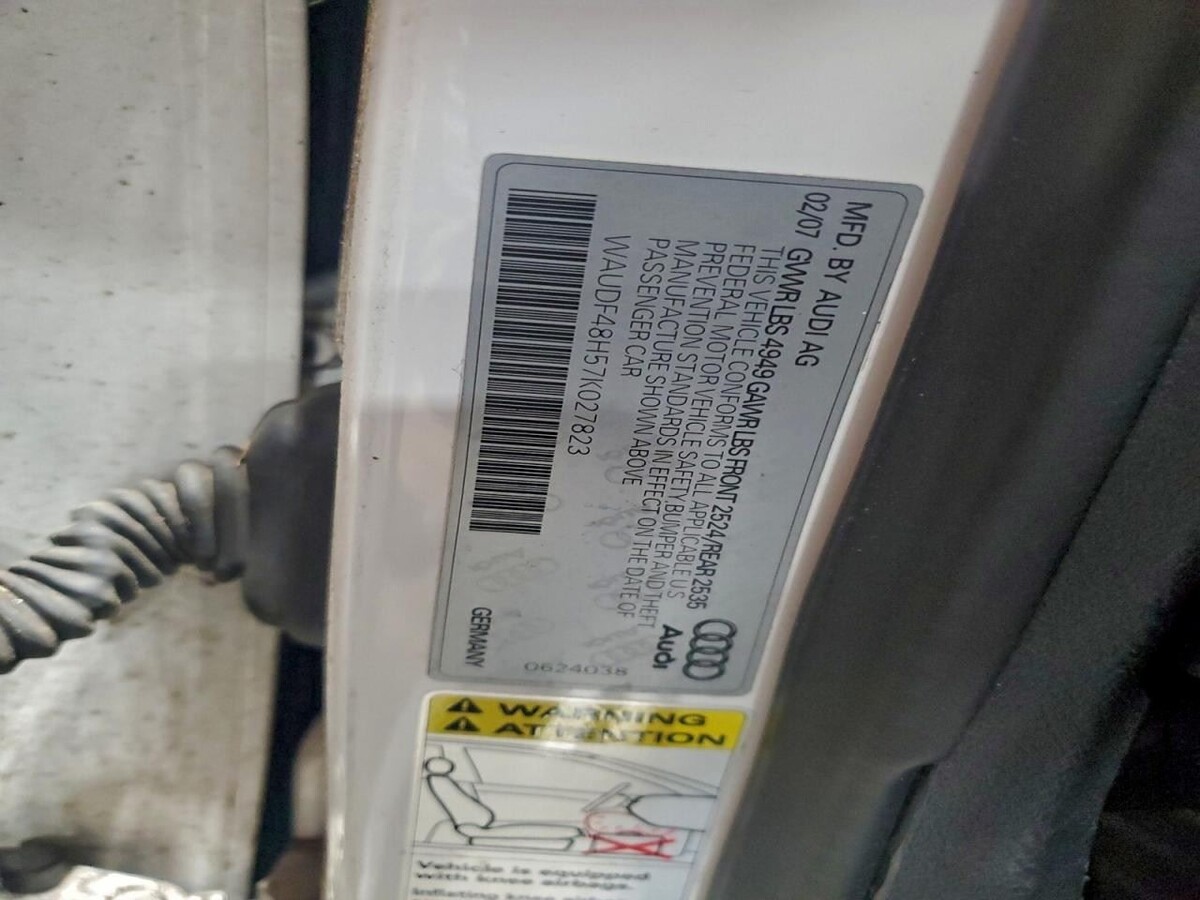 MFD. BY AUDI AG
02/07 GVWR LBS 4949 GAWR LBS FRONT 2524/REAR 2535
THIS VEHICLE CONFORMS TO ALL APPLICABLE U S
FEDERAL MOTOR VEHICLE SAFETY BUMPER AND THEFT
PREVENTION STANDARDS IN EFFECT ON THE DATE OF
MANUFACTURE SHOWN ABOVE
PASSENGER CAR
WAUDF48H57K027823
Audi
GERMANY
0624038
WARNING
ATTENTION
Vehicle is equipped
with knee airbags.
Inflating knee